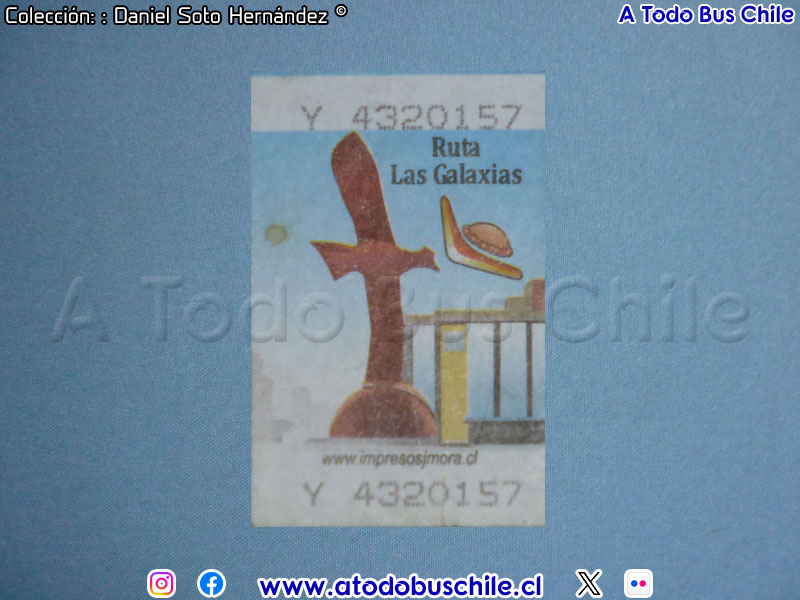 Colección: : Daniel Soto Hernández ©
A Todo Bus Chile
Y 4320157
Ruta
Las Galaxias
A Todo Bus Chile
www.impresosjmora.cl
Y 4320157
www.atodobuschile.cl